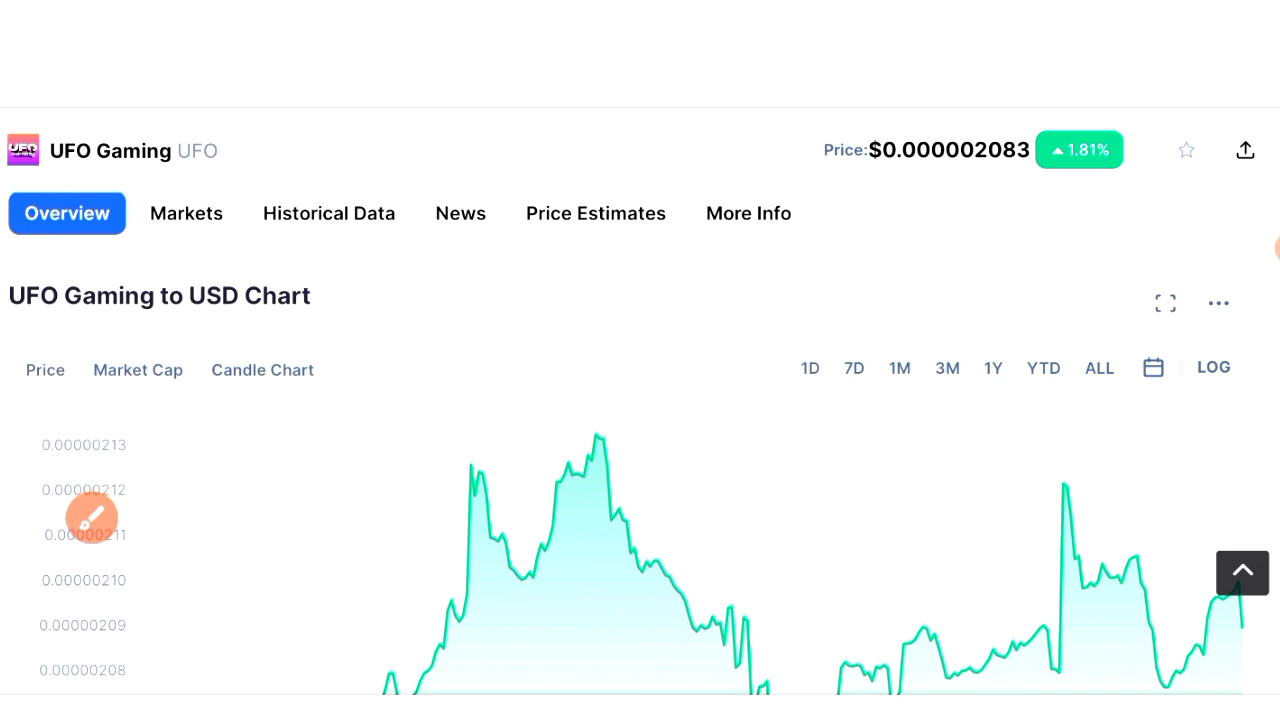 UFO Gaming UFO
Price:$0.000002083 1.81%
Overview Markets Historical Data News Price Estimates More Info
UFO Gaming to USD Chart
Price Market Cap Candle Chart 1D 7D 1M 3M 1Y YTD ALL LOG
0.00000213
0.00000212
0.00000211
0.00000210
0.00000209
0.00000208